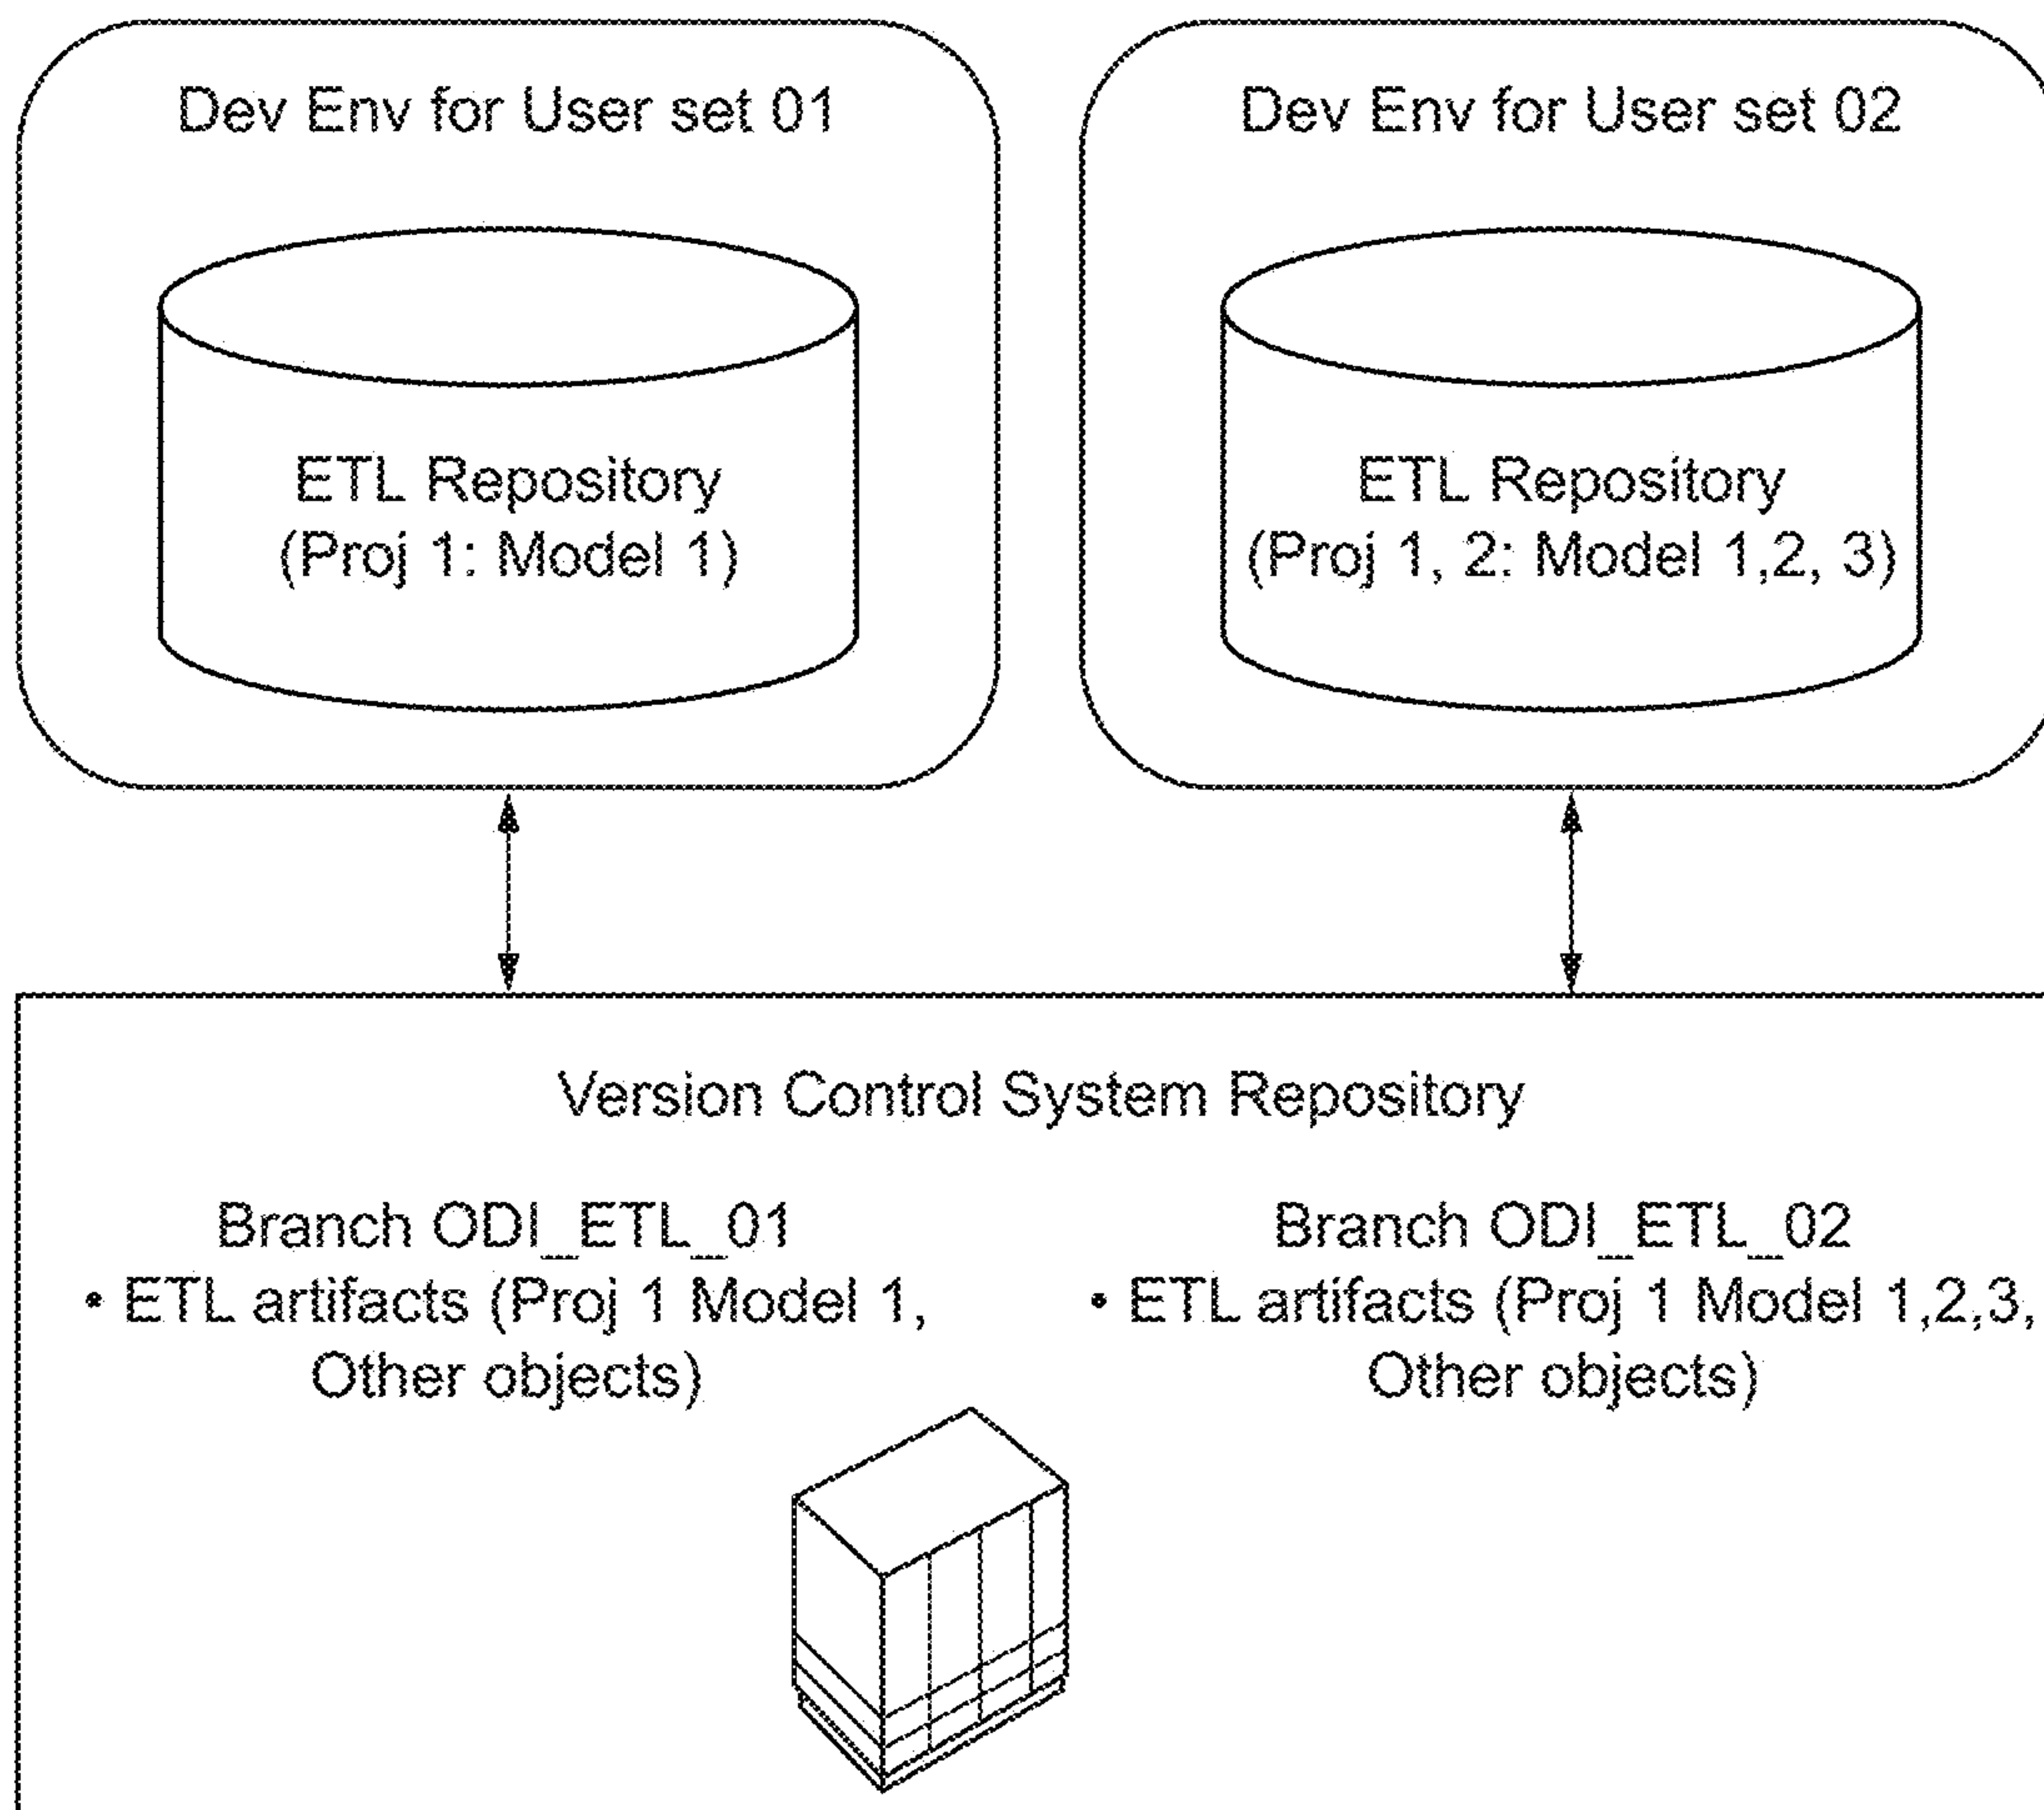 Dev Env for User set 01
ETL Repository
(Proj 1: Model 1)
Dev Env for User set 02
ETL Repository
(Proj 1, 2: Model 1,2, 3)
Version Control System Repository
Branch ODI_ETL_01
• ETL artifacts (Proj 1 Model 1,
Other objects)
Branch ODI_ETL_02
• ETL artifacts (Proj 1 Model 1,2,3,
Other objects)